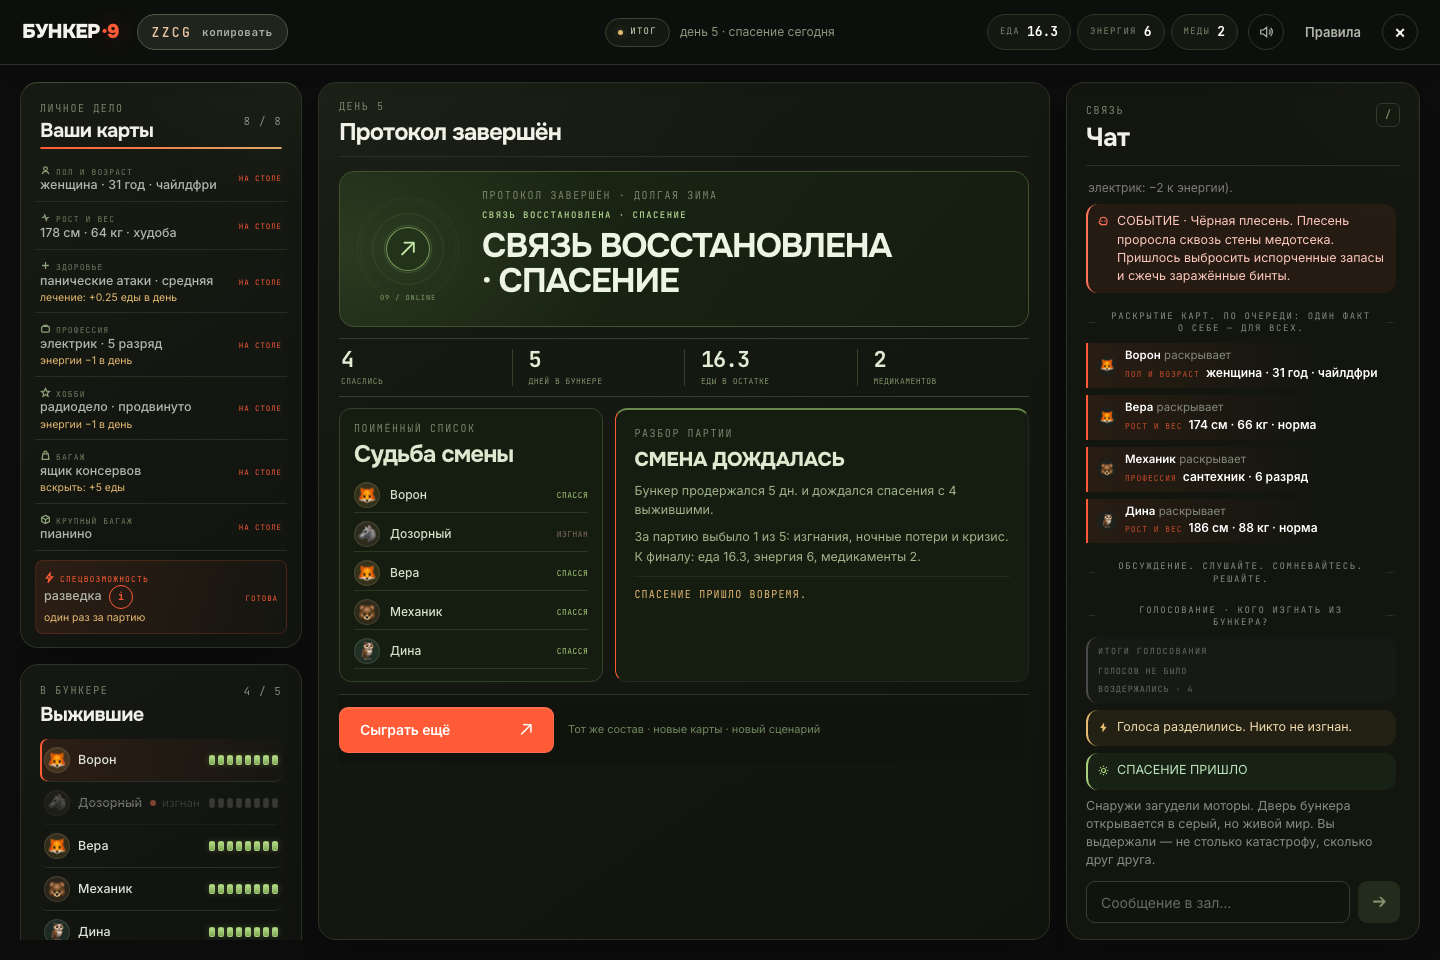 БУНКЕР·9
ZZCG копировать
ИТОГ
день 5 · спасение сегодня
ЕДА 16.3
ЭНЕРГИЯ 6
МЕДЫ 2
Правила
×
ЛИЧНОЕ ДЕЛО
Ваши карты
8 / 8
ПОЛ И ВОЗРАСТ
женщина · 31 год · чайлдфри
НА СТОЛЕ
РОСТ И ВЕС
178 см · 64 кг · худоба
НА СТОЛЕ
ЗДОРОВЬЕ
панические атаки · средняя
лечение: +0.25 еды в день
НА СТОЛЕ
ПРОФЕССИЯ
электрик · 5 разряд
энергии −1 в день
НА СТОЛЕ
ХОББИ
радиодело · продвинуто
энергии −1 в день
НА СТОЛЕ
БАГАЖ
ящик консервов
вскрыть: +5 еды
НА СТОЛЕ
КРУПНЫЙ БАГАЖ
пианино
НА СТОЛЕ
СПЕЦВОЗМОЖНОСТЬ
разведка i
один раз за партию
ГОТОВА
В БУНКЕРЕ
Выжившие
4 / 5
Ворон
Дозорный изгнан
Вера
Механик
Дина
ДЕНЬ 5
Протокол завершён
ПРОТОКОЛ ЗАВЕРШЁН · ДОЛГАЯ ЗИМА
СВЯЗЬ ВОССТАНОВЛЕНА · СПАСЕНИЕ
СВЯЗЬ ВОССТАНОВЛЕНА
· СПАСЕНИЕ
09 / ONLINE
4
СПАСЛИСЬ
5
ДНЕЙ В БУНКЕРЕ
16.3
ЕДЫ В ОСТАТКЕ
2
МЕДИКАМЕНТОВ
ПОИМЁННЫЙ СПИСОК
Судьба смены
Ворон СПАССЯ
Дозорный ИЗГНАН
Вера СПАССЯ
Механик СПАССЯ
Дина СПАССЯ
РАЗБОР ПАРТИИ
СМЕНА ДОЖДАЛАСЬ
Бункер продержался 5 дн. и дождался спасения с 4
выжившими.
За партию выбыло 1 из 5: изгнания, ночные потери и кризис.
К финалу: еда 16.3, энергия 6, медикаменты 2.
СПАСЕНИЕ ПРИШЛО ВОВРЕМЯ.
Сыграть ещё
Тот же состав · новые карты · новый сценарий
СВЯЗЬ
Чат
/
электрик: −2 к энергии).
СОБЫТИЕ · Чёрная плесень. Плесень
проросла сквозь стены медотсека.
Пришлось выбросить испорченные запасы
и сжечь заражённые бинты.
РАСКРЫТИЕ КАРТ. ПО ОЧЕРЕДИ: ОДИН ФАКТ
О СЕБЕ — ДЛЯ ВСЕХ.
Ворон раскрывает
ПОЛ И ВОЗРАСТ женщина · 31 год · чайлдфри
Вера раскрывает
РОСТ И ВЕС 174 см · 66 кг · норма
Механик раскрывает
ПРОФЕССИЯ сантехник · 6 разряд
Дина раскрывает
РОСТ И ВЕС 186 см · 88 кг · норма
ОБСУЖДЕНИЕ. СЛУШАЙТЕ. СОМНЕВАЙТЕСЬ.
РЕШАЙТЕ.
ГОЛОСОВАНИЕ · КОГО ИЗГНАТЬ ИЗ
БУНКЕРА?
ИТОГИ ГОЛОСОВАНИЯ
ГОЛОСОВ НЕ БЫЛО
ВОЗДЕРЖАЛИСЬ · 4
Голоса разделились. Никто не изгнан.
СПАСЕНИЕ ПРИШЛО
Снаружи загудели моторы. Дверь бункера
открывается в серый, но живой мир. Вы
выдержали — не столько катастрофу, сколько
друг друга.
Сообщение в зал...